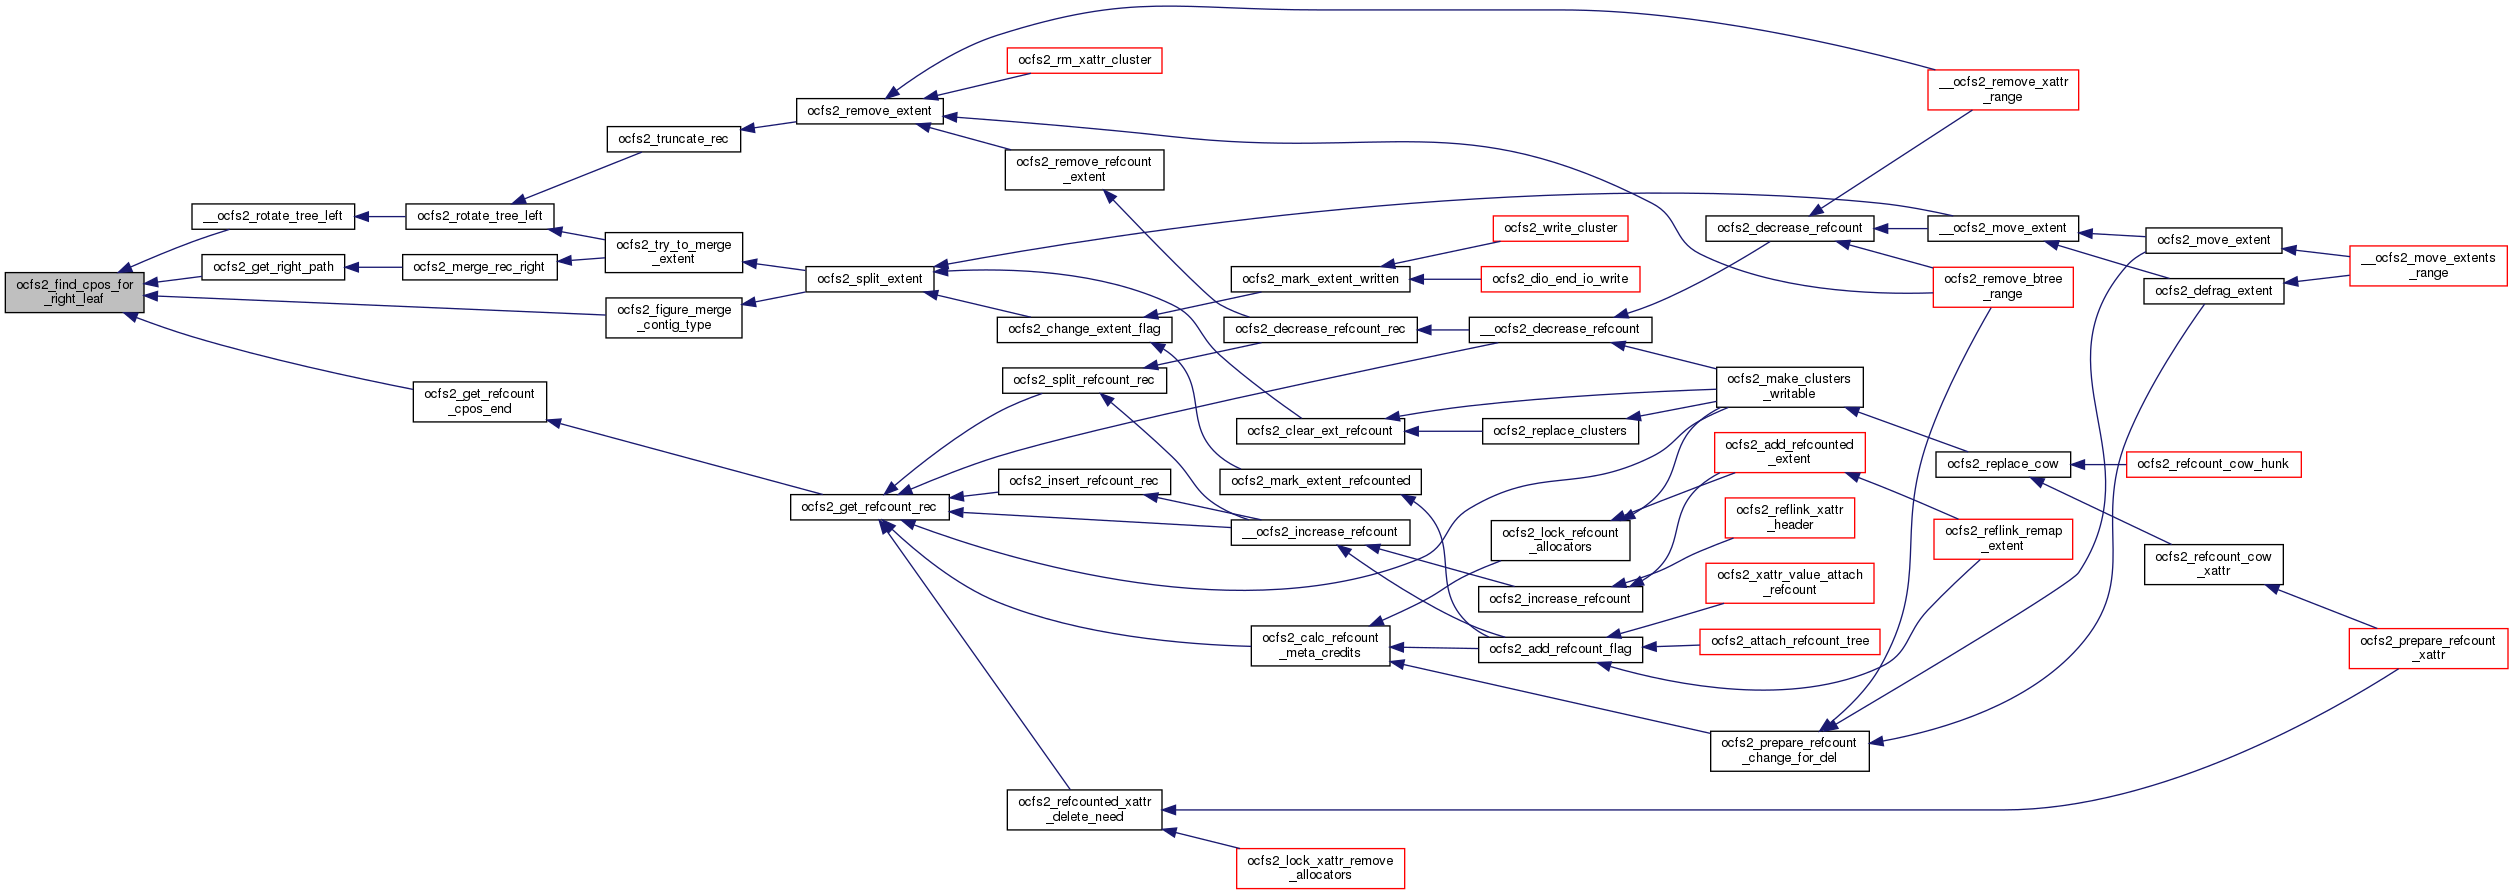 ocfs2_find_cpos_for
_right_leaf
__ocfs2_rotate_tree_left
ocfs2_get_right_path
ocfs2_rotate_tree_left
ocfs2_merge_rec_right
ocfs2_get_refcount
_cpos_end
ocfs2_truncate_rec
ocfs2_try_to_merge
_extent
ocfs2_figure_merge
_contig_type
ocfs2_remove_extent
ocfs2_split_extent
ocfs2_get_refcount_rec
ocfs2_rm_xattr_cluster
ocfs2_remove_refcount
_extent
ocfs2_change_extent_flag
ocfs2_split_refcount_rec
ocfs2_insert_refcount_rec
ocfs2_refcounted_xattr
_delete_need
ocfs2_mark_extent_written
ocfs2_decrease_refcount_rec
ocfs2_clear_ext_refcount
ocfs2_mark_extent_refcounted
__ocfs2_increase_refcount
ocfs2_calc_refcount
_meta_credits
ocfs2_lock_xattr_remove
_allocators
ocfs2_write_cluster
ocfs2_dio_end_io_write
__ocfs2_decrease_refcount
ocfs2_replace_clusters
ocfs2_lock_refcount
_allocators
ocfs2_increase_refcount
ocfs2_add_refcount_flag
ocfs2_decrease_refcount
ocfs2_make_clusters
_writable
ocfs2_add_refcounted
_extent
ocfs2_reflink_xattr
_header
ocfs2_xattr_value_attach
_refcount
ocfs2_attach_refcount_tree
ocfs2_prepare_refcount
_change_for_del
__ocfs2_remove_xattr
_range
__ocfs2_move_extent
ocfs2_remove_btree
_range
ocfs2_replace_cow
ocfs2_reflink_remap
_extent
ocfs2_move_extent
ocfs2_defrag_extent
ocfs2_refcount_cow_hunk
ocfs2_refcount_cow
_xattr
__ocfs2_move_extents
_range
ocfs2_prepare_refcount
_xattr